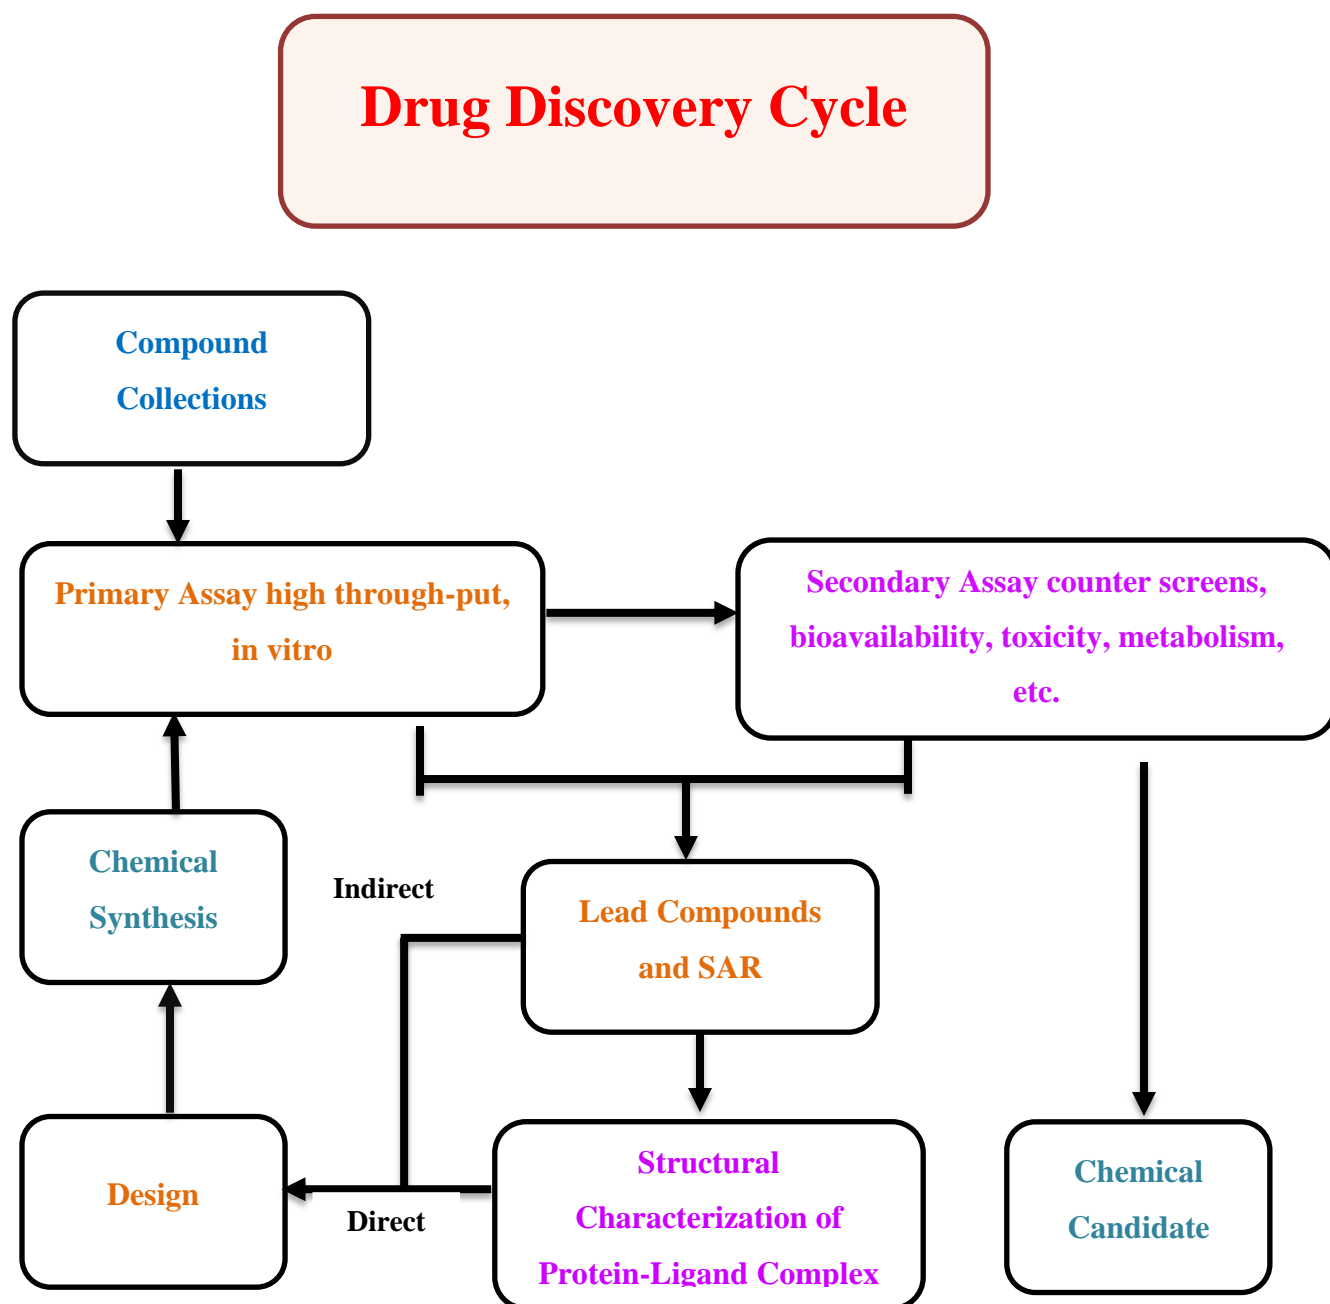 Drug Discovery Cycle
Compound
Collections
Primary Assay high through-put,
in vitro
Secondary Assay counter screens,
bioavailability, toxicity, metabolism,
etc.
Chemical
Synthesis
Indirect
Lead Compounds
and SAR
Design
Direct
Structural
Characterization of
Protein-Ligand Complex
Chemical
Candidate